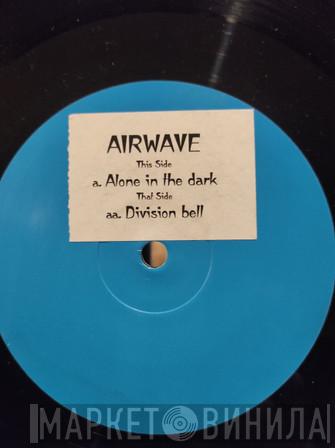 AIRWAVE
This Side
a. Alone in the dark
That Side
aa. Division bell
МАРКЕТ ВИНИЛА